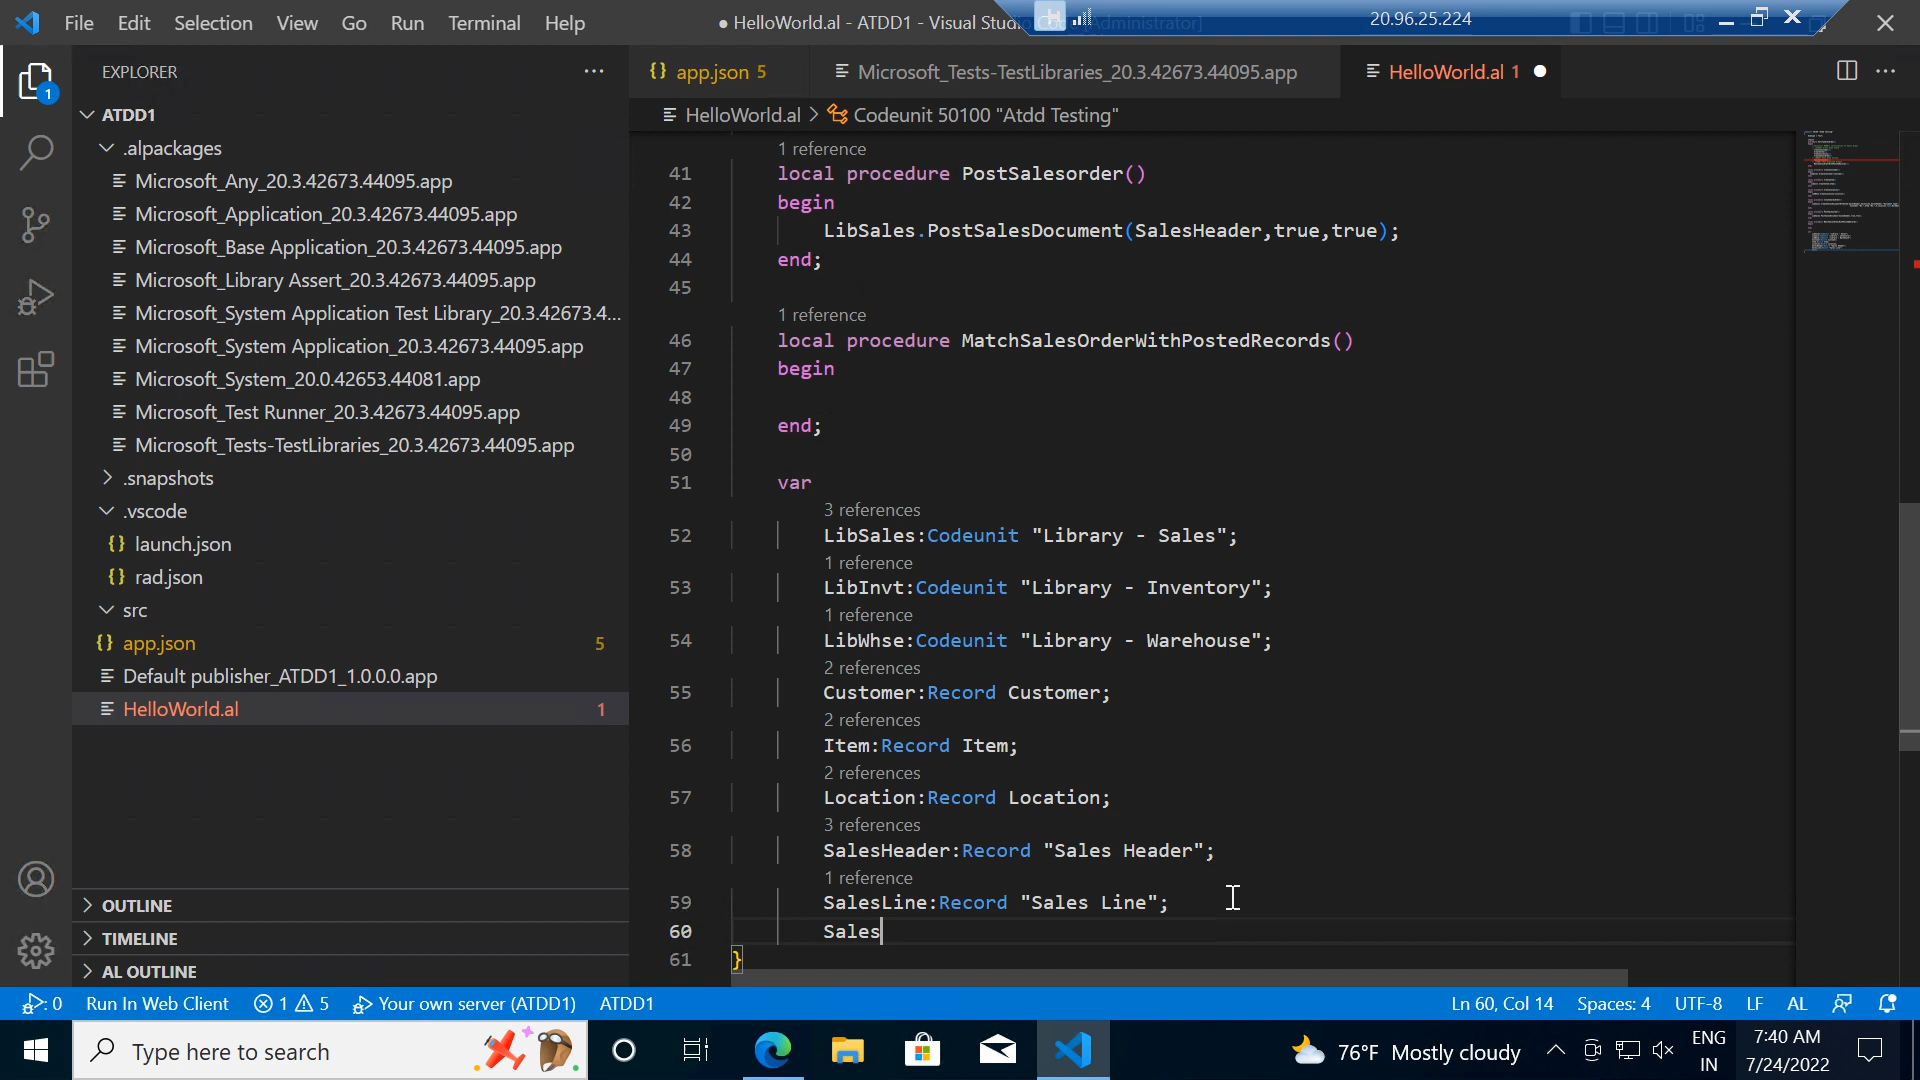 File Edit Selection View Go Run Terminal Help
● HelloWorld.al - ATDD1 - Visual Studio
20.96.25.224
EXPLORER
ATDD1
.alpackages
Microsoft_Any_20.3.42673.44095.app
Microsoft_Application_20.3.42673.44095.app
Microsoft_Base Application_20.3.42673.44095.app
Microsoft_Library Assert_20.3.42673.44095.app
Microsoft_System Application Test Library_20.3.42673.4...
Microsoft_System Application_20.3.42673.44095.app
Microsoft_System_20.0.42653.44081.app
Microsoft_Test Runner_20.3.42673.44095.app
Microsoft_Tests-TestLibraries_20.3.42673.44095.app
.snapshots
.vscode
{} launch.json
{} rad.json
src
{} app.json 5
Default publisher_ATDD1_1.0.0.0.app
HelloWorld.al 1
OUTLINE
TIMELINE
AL OUTLINE
{} app.json 5 Microsoft_Tests-TestLibraries_20.3.42673.44095.app HelloWorld.al 1
HelloWorld.al > Codeunit 50100 "Atdd Testing"
1 reference
41 local procedure PostSalesorder()
42 begin
43 LibSales.PostSalesDocument(SalesHeader,true,true);
44 end;
45
1 reference
46 local procedure MatchSalesOrderWithPostedRecords()
47 begin
48
49 end;
50
51 var
3 references
52 LibSales:Codeunit "Library - Sales";
1 reference
53 LibInvt:Codeunit "Library - Inventory";
1 reference
54 LibWhse:Codeunit "Library - Warehouse";
2 references
55 Customer:Record Customer;
2 references
56 Item:Record Item;
2 references
57 Location:Record Location;
3 references
58 SalesHeader:Record "Sales Header";
1 reference
59 SalesLine:Record "Sales Line";
60 Sales
61 }
0 Run In Web Client 1 5 Your own server (ATDD1) ATDD1 Ln 60, Col 14 Spaces: 4 UTF-8 LF AL
Type here to search
76°F Mostly cloudy
ENG
IN
7:40 AM
7/24/2022